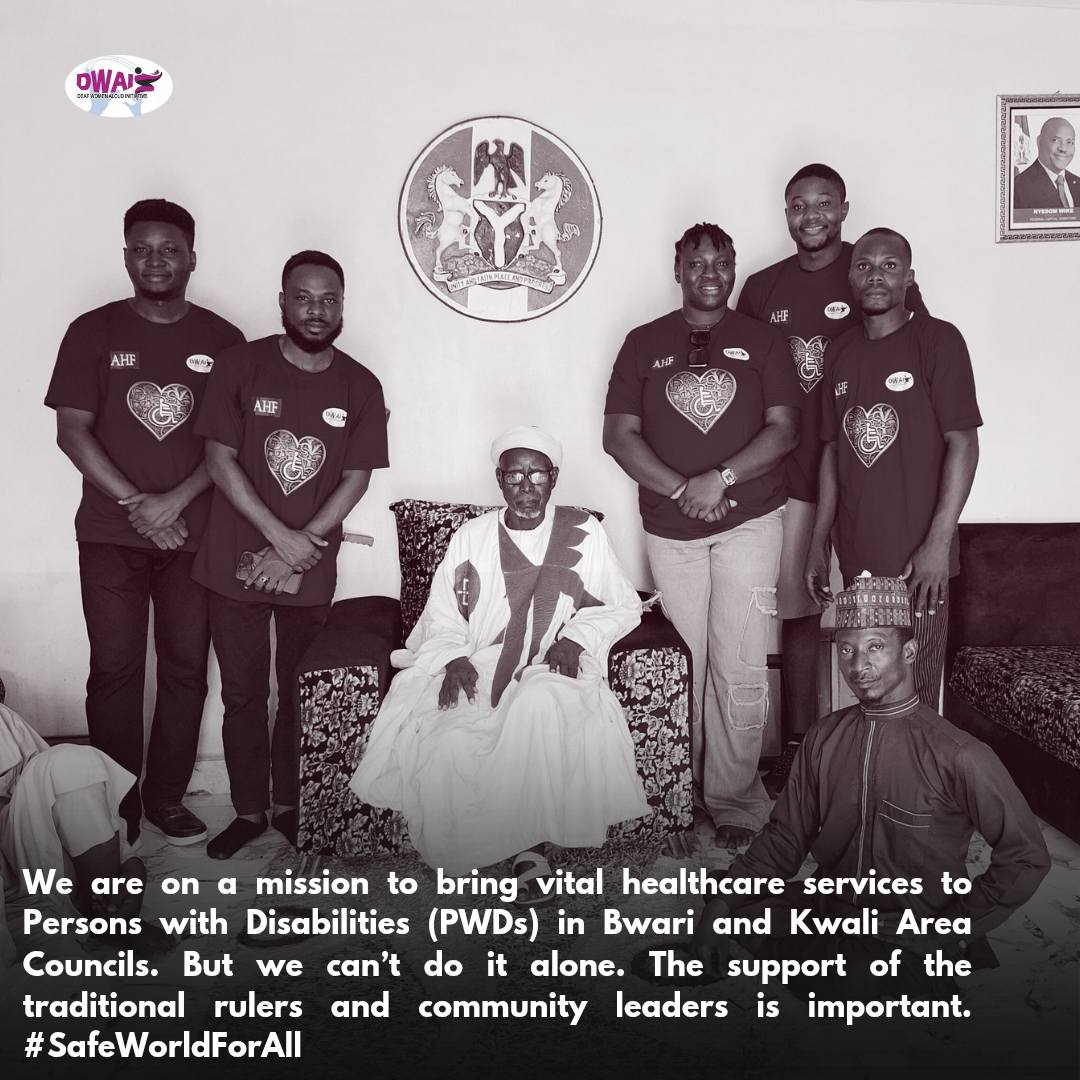 DWAI
DEAF WOMEN ALOUD INITIATIVE
UNITY AND FAITH, PEACE AND PROGRESS
NYESOM WIKE
AHF
DWAI
AHF
DWAI
AHF
DWAI
AHF
DWAI
AHF
DWAI
We are on a mission to bring vital healthcare services to
Persons with Disabilities (PWDs) in Bwari and Kwali Area
Councils. But we can't do it alone. The support of the
traditional rulers and community leaders is important.
#SafeWorldForAll